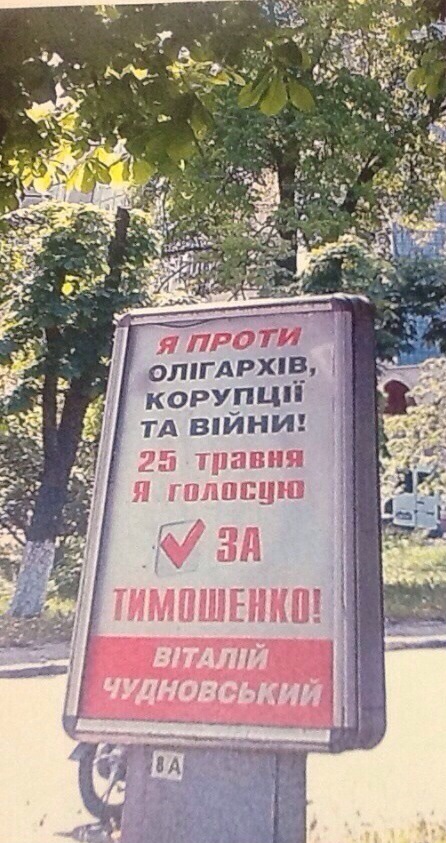 Я ПРОТИ
ОЛІГАРХІВ,
КОРУПЦІЇ
ТА ВІЙНИ!
25 травня
Я голосую
ЗА
ТИМОШЕНКО!
ВІТАЛІЙ
ЧУДНОВСЬКИЙ
8А